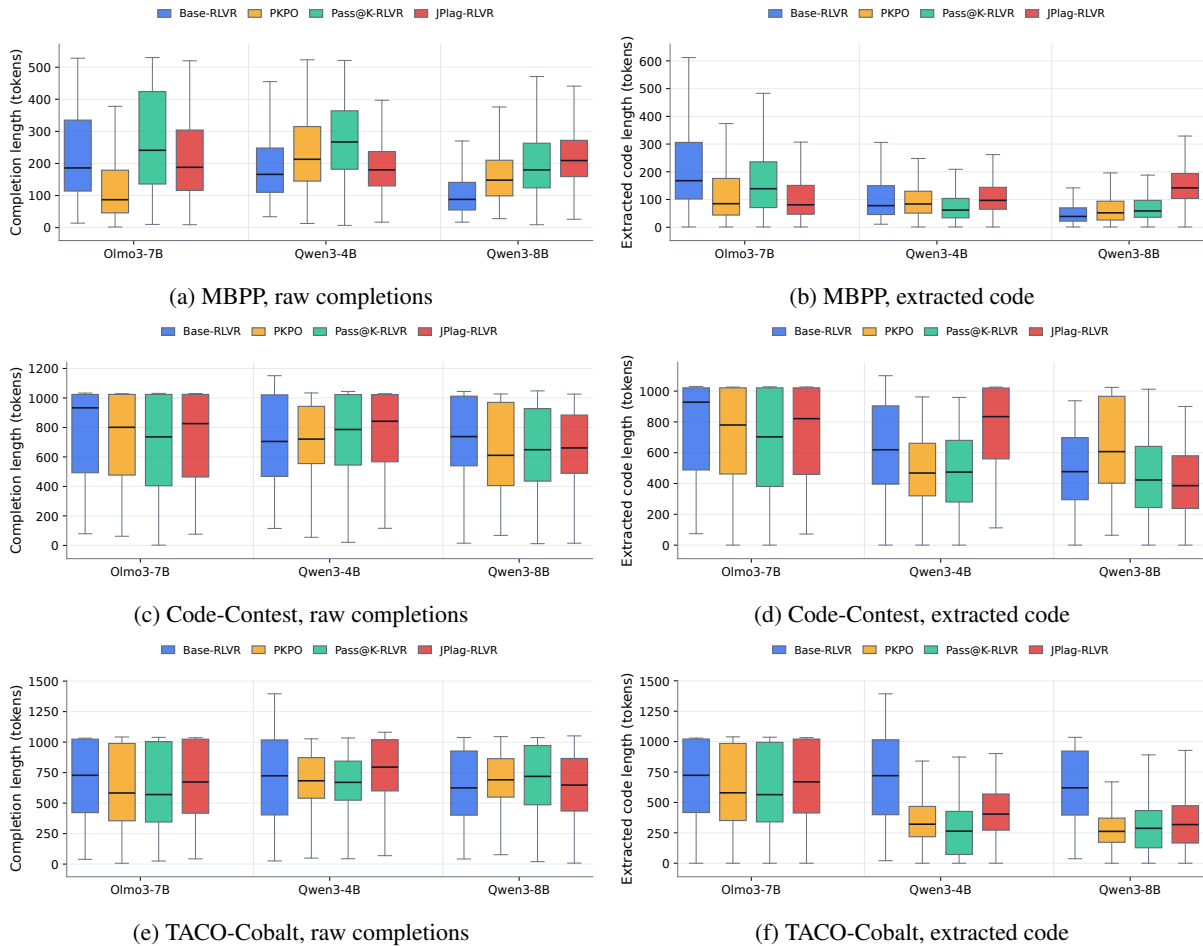 Base-RLVR PKPO Pass@K-RLVR JPlag-RLVR
Completion length (tokens)
500
400
300
200
100
0
Olmo3-7B Qwen3-4B Qwen3-8B
(a) MBPP, raw completions
Base-RLVR PKPO Pass@K-RLVR JPlag-RLVR
Extracted code length (tokens)
600
500
400
300
200
100
0
Olmo3-7B Qwen3-4B Qwen3-8B
(b) MBPP, extracted code
Base-RLVR PKPO Pass@K-RLVR JPlag-RLVR
Completion length (tokens)
1200
1000
800
600
400
200
0
Olmo3-7B Qwen3-4B Qwen3-8B
(c) Code-Contest, raw completions
Base-RLVR PKPO Pass@K-RLVR JPlag-RLVR
Extracted code length (tokens)
1000
800
600
400
200
0
Olmo3-7B Qwen3-4B Qwen3-8B
(d) Code-Contest, extracted code
Base-RLVR PKPO Pass@K-RLVR JPlag-RLVR
Completion length (tokens)
1500
1250
1000
750
500
250
0
Olmo3-7B Qwen3-4B Qwen3-8B
(e) TACO-Cobalt, raw completions
Base-RLVR PKPO Pass@K-RLVR JPlag-RLVR
Extracted code length (tokens)
1500
1250
1000
750
500
250
0
Olmo3-7B Qwen3-4B Qwen3-8B
(f) TACO-Cobalt, extracted code